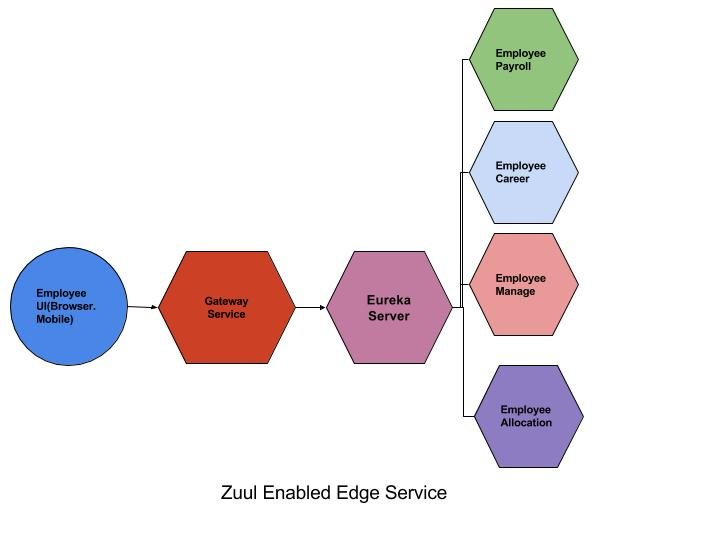 Employee
Payroll
Employee
Career
Employee
Manage
Employee
UI(Browser.
Mobile)
Gateway
Service
Eureka
Server
Employee
Allocation
Zuul Enabled Edge Service